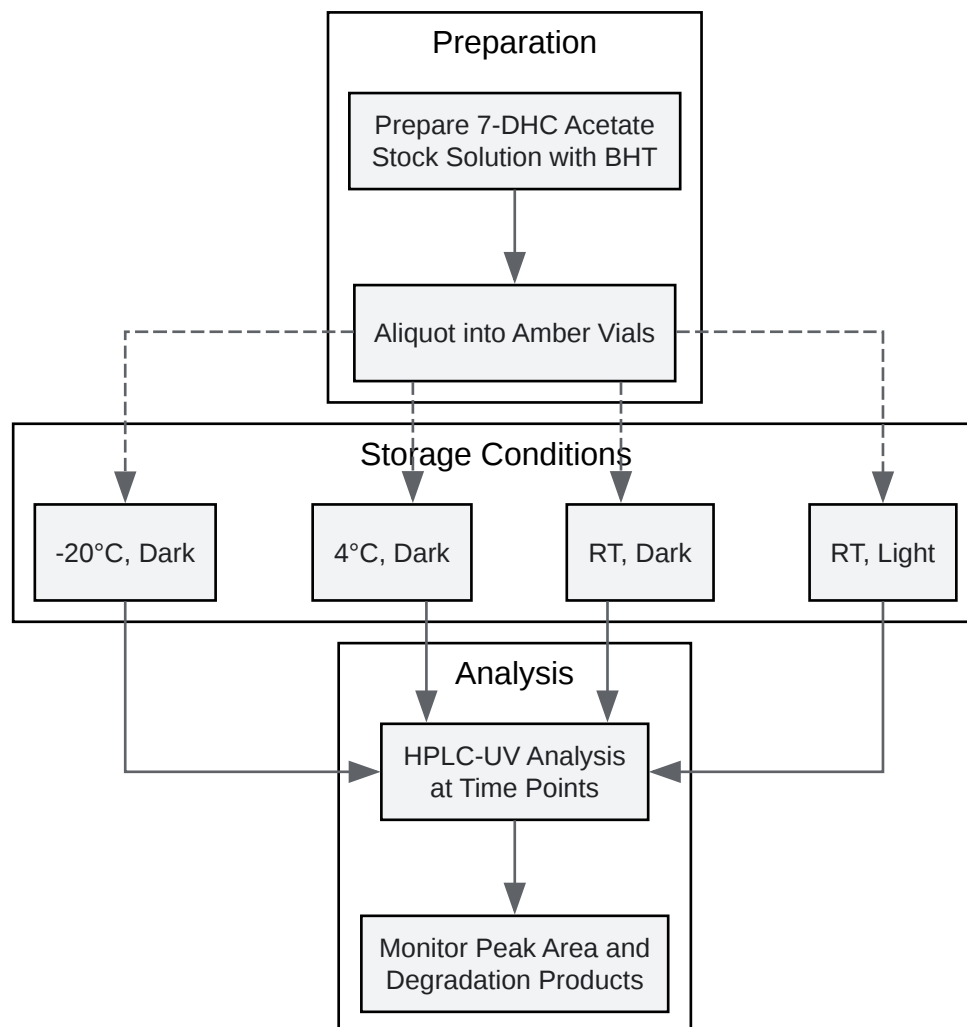 Preparation
Prepare 7-DHC Acetate
Stock Solution with BHT
Aliquot into Amber Vials
Storage Conditions
-20°C, Dark
4°C, Dark
RT, Dark
RT, Light
Analysis
HPLC-UV Analysis
at Time Points
Monitor Peak Area and
Degradation Products